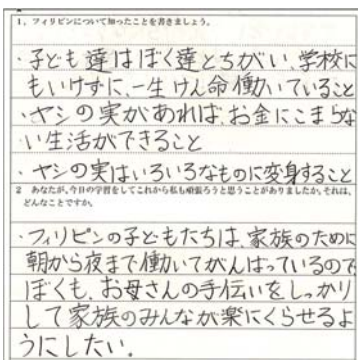 1，フィリピンについて知ったことを書きましょう。
・子ども達はぼく達とちがい、学校に
もいけずに、一生けん命働いていること
・ヤシの実があれば、お金にこまらな
い生活ができること
・ヤシの実はいろいろなものに変身すること
2 あなたが、今日の学習をしてこれから私も頑張ろうと思うことがありましたか。それは、
どんなことですか。
・フィリピンの子どもたちは、家族のために
朝から夜まで働いてがんばっているので
ぼくも、お母さんの手伝いをしっかり
して家族のみんなが楽にくらせるよ
うにしたい。